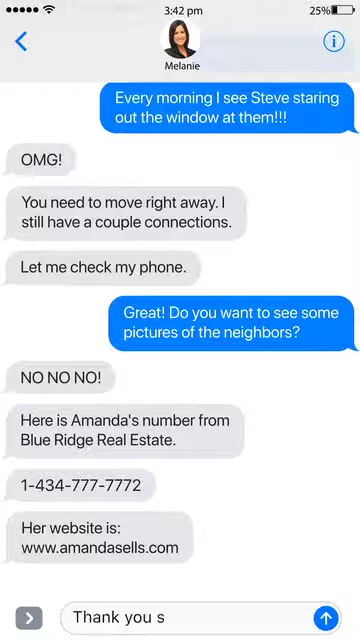 3:42 pm
25%
Melanie
Every morning I see Steve staring
out the window at them!!!
OMG!
You need to move right away. I
still have a couple connections.
Let me check my phone.
Great! Do you want to see some
pictures of the neighbors?
NO NO NO!
Here is Amanda's number from
Blue Ridge Real Estate.
1-434-777-7772
Her website is:
www.amandasells.com
Thank you s